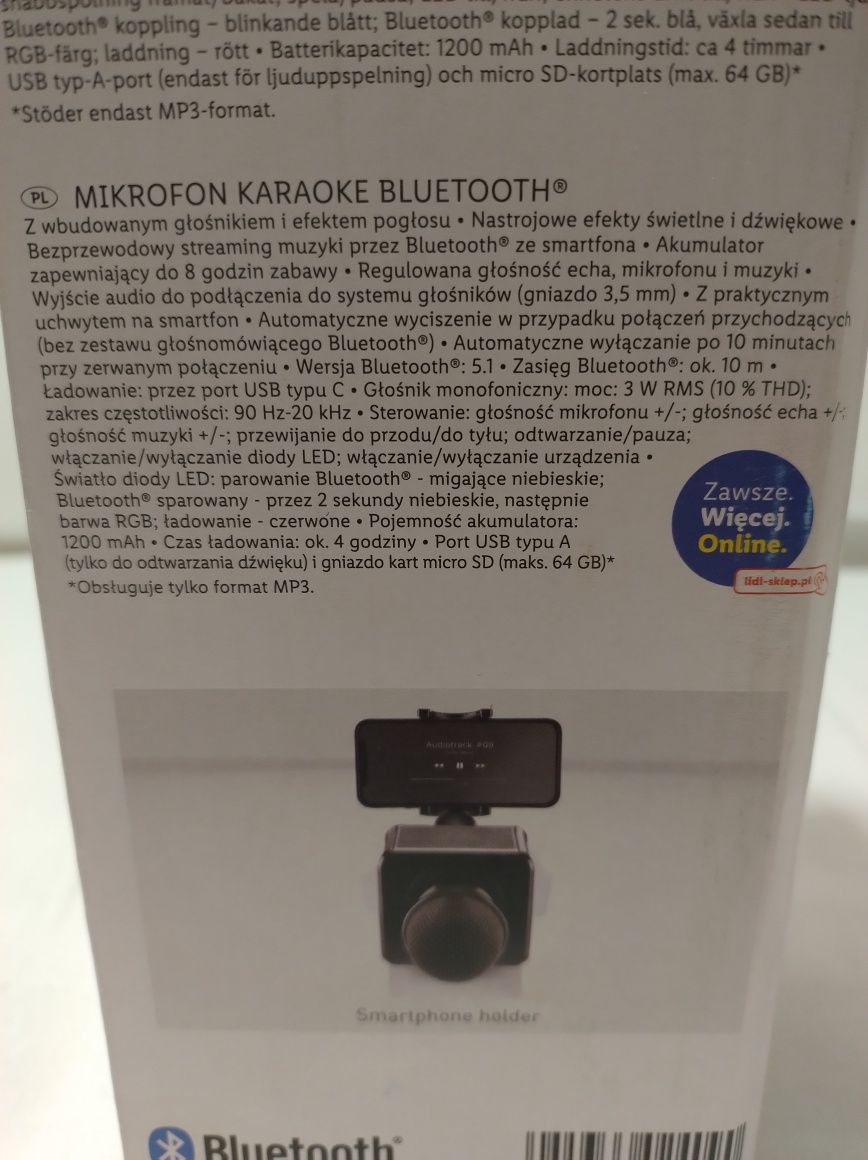 Bluetooth® koppling – blinkande blått; Bluetooth® kopplad – 2 sek. blå, växla sedan till
RGB-färg; laddning – rött • Batterikapacitet: 1200 mAh • Laddningstid: ca 4 timmar •
USB typ-A-port (endast för ljuduppspelning) och micro SD-kortplats (max. 64 GB)*
*Stöder endast MP3-format.
PL MIKROFON KARAOKE BLUETOOTH®
Z wbudowanym głośnikiem i efektem pogłosu • Nastrojowe efekty świetlne i dźwiękowe •
Bezprzewodowy streaming muzyki przez Bluetooth® ze smartfona • Akumulator
zapewniający do 8 godzin zabawy • Regulowana głośność echa, mikrofonu i muzyki •
Wyjście audio do podłączenia do systemu głośników (gniazdo 3,5 mm) • Z praktycznym
uchwytem na smartfon • Automatyczne wyciszenie w przypadku połączeń przychodzących
(bez zestawu głośnomówiącego Bluetooth®) • Automatyczne wyłączanie po 10 minutach
przy zerwanym połączeniu • Wersja Bluetooth®: 5.1 • Zasięg Bluetooth®: ok. 10 m •
Ładowanie: przez port USB typu C • Głośnik monofoniczny: moc: 3 W RMS (10 % THD);
zakres częstotliwości: 90 Hz-20 kHz • Sterowanie: głośność mikrofonu +/-; głośność echa +/-;
głośność muzyki +/-; przewijanie do przodu/do tyłu; odtwarzanie/pauza;
włączanie/wyłączanie diody LED; włączanie/wyłączanie urządzenia •
Światło diody LED: parowanie Bluetooth® - migające niebieskie;
Bluetooth® sparowany - przez 2 sekundy niebieskie, następnie
barwa RGB; ładowanie - czerwone • Pojemność akumulatora:
1200 mAh • Czas ładowania: ok. 4 godziny • Port USB typu A
(tylko do odtwarzania dźwięku) i gniazdo kart micro SD (maks. 64 GB)*
*Obsługuje tylko format MP3.
Zawsze.
Więcej.
Online.
lidl-sklep.pl
Audiotrack #09
Smartphone holder
Bluetooth®